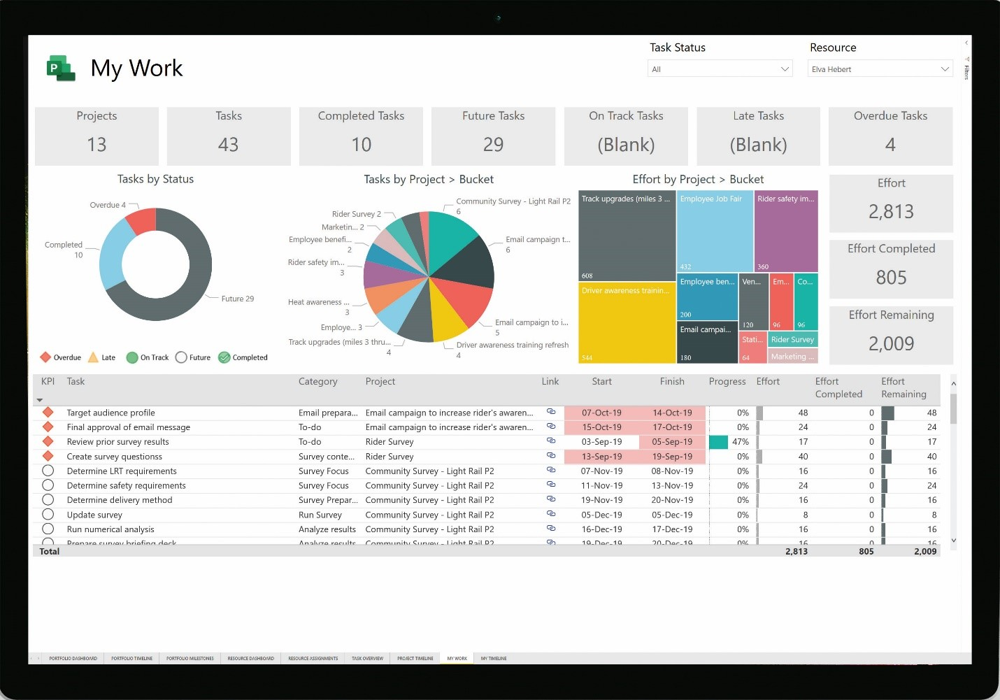 P My Work
Task Status
All
Resource
Elva Hebert
Filters
Projects
13
Tasks
43
Completed Tasks
10
Future Tasks
29
On Track Tasks
(Blank)
Late Tasks
(Blank)
Overdue Tasks
4
Tasks by Status
Overdue 4
Completed
10
Future 29
Overdue Late On Track Future Completed
Tasks by Project > Bucket
Community Survey - Light Rail P2
6
Email campaign t...
6
Email campaign to i...
5
Driver awareness training refresh
4
Track upgrades (miles 3 thru...
4
Employe... 3
Heat awareness ...
3
Rider safety im...
3
Employee benefi...
2
Marketin... 2
Rider Survey 2
Effort by Project > Bucket
Track upgrades (miles 3 ...
608
Driver awareness trainin...
544
Employee Job Fair
432
Rider safety im...
360
Employee ben...
200
Email campai...
180
Ven...
120
Em...
96
Co...
96
Stati...
64
Rider Survey
Marketing ...
Effort
2,813
Effort Completed
805
Effort Remaining
2,009
KPI Task Category Project Link Start Finish Progress Effort Effort Completed Effort Remaining
Target audience profile Email prepara... Email campaign to increase rider's awaren... 07-Oct-19 14-Oct-19 0% 48 0 48
Final approval of email message To-do Email campaign to increase rider's awaren... 15-Oct-19 17-Oct-19 0% 24 0 24
Review prior survey results To-do Rider Survey 03-Sep-19 05-Sep-19 47% 17 0 17
Create survey questionss Survey conte... Rider Survey 13-Sep-19 19-Sep-19 0% 40 0 40
Determine LRT requirements Survey Focus Community Survey - Light Rail P2 07-Nov-19 08-Nov-19 0% 16 0 16
Determine safety requirements Survey Focus Community Survey - Light Rail P2 11-Nov-19 13-Nov-19 0% 24 0 24
Determine delivery method Survey Prepar... Community Survey - Light Rail P2 19-Nov-19 20-Nov-19 0% 16 0 16
Update survey Run Survey Community Survey - Light Rail P2 05-Dec-19 05-Dec-19 0% 8 0 8
Run numerical analysis Analyze results Community Survey - Light Rail P2 16-Dec-19 17-Dec-19 0% 16 0 16
Prepare survey briefing deck Analyze results Community Survey - Light Rail P2 19-Dec-19 20-Dec-19 0% 16 0 16
Total 2,813 805 2,009
PORTFOLIO DASHBOARD PORTFOLIO TIMELINE PORTFOLIO MILESTONES RESOURCE DASHBOARD RESOURCE ASSIGNMENTS TASK OVERVIEW PROJECT TIMELINE MY WORK MY TIMELINE